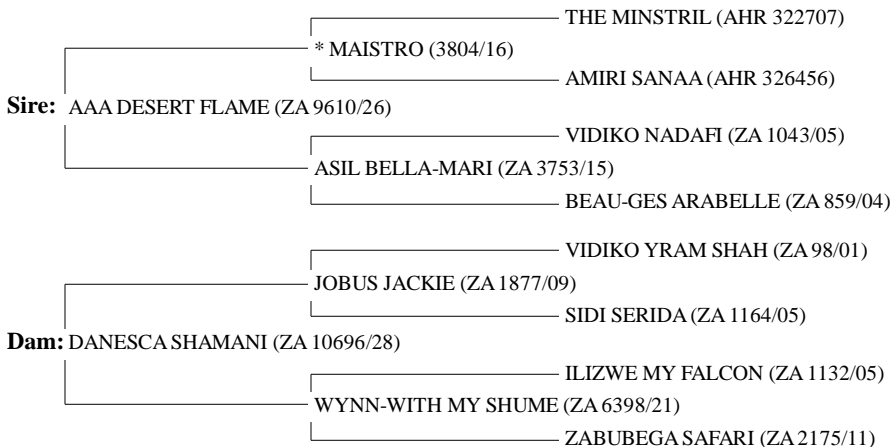 THE MINSTRIL (AHR 322707)
* MAISTRO (3804/16)
AMIRI SANAA (AHR 326456)
Sire: AAA DESERT FLAME (ZA 9610/26)
VIDIKO NADAFI (ZA 1043/05)
ASIL BELLA-MARI (ZA 3753/15)
BEAU-GES ARABELLE (ZA 859/04)
VIDIKO YRAM SHAH (ZA 98/01)
JOBUS JACKIE (ZA 1877/09)
SIDI SERIDA (ZA 1164/05)
Dam: DANESCA SHAMANI (ZA 10696/28)
ILIZWE MY FALCON (ZA 1132/05)
WYNN-WITH MY SHUME (ZA 6398/21)
ZABUBEGA SAFARI (ZA 2175/11)